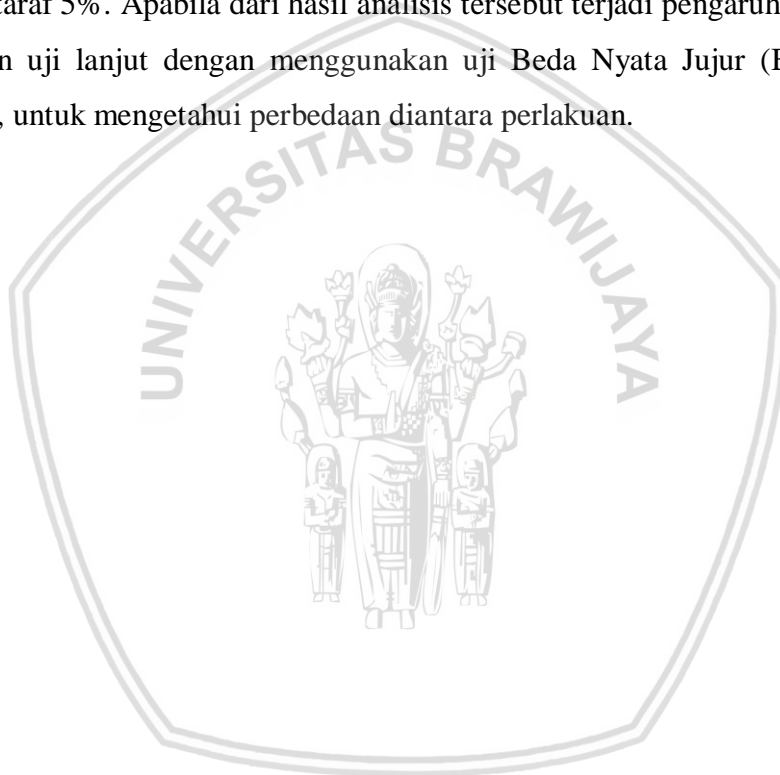 taraf 5%. Apabila dari hasil analisis tersebut terjadi pengaruh
n uji lanjut dengan menggunakan uji Beda Nyata Jujur (
, untuk mengetahui perbedaan diantara perlakuan.
UNIVERSITAS BRAWIJAYA